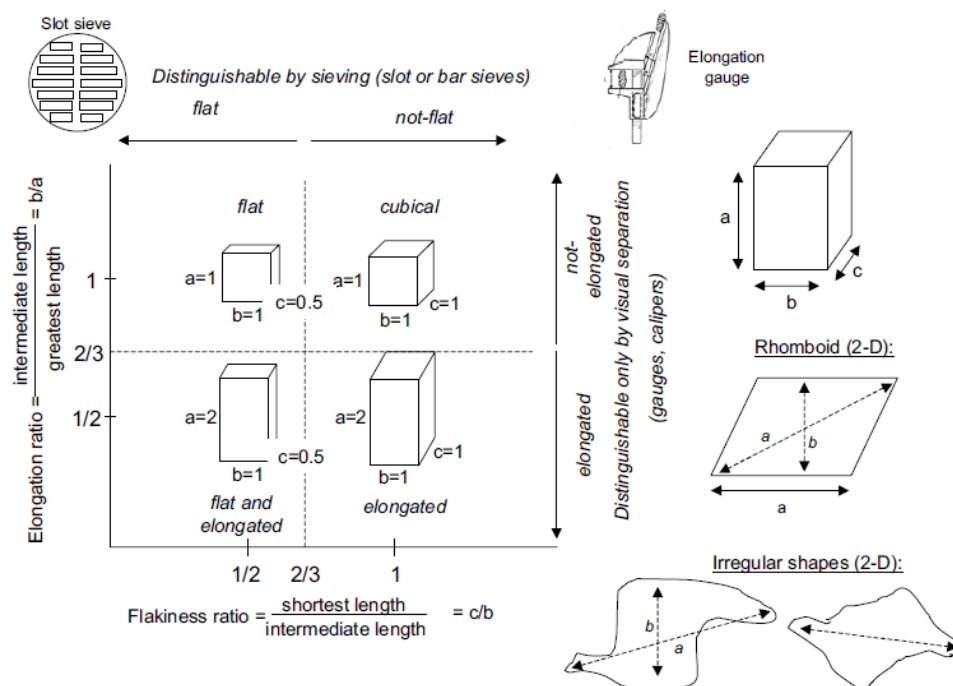 Slot sieve
Distinguishable by sieving (slot or bar sieves)
flat
not-flat
Elongation
gauge
Elongation ratio = intermediate length / greatest length = b/a
1
2/3
1/2
flat
a=1
b=1
c=0.5
cubical
a=1
b=1
c=1
a=2
b=1
c=0.5
flat and
elongated
a=2
b=1
c=1
elongated
not-
elongated
elongated
Distinguishable only by visual separation
(gauges, calipers)
1/2
2/3
1
Flakiness ratio = shortest length / intermediate length = c/b
a
b
c
Rhomboid (2-D):
a
b
a
Irregular shapes (2-D):
b
a